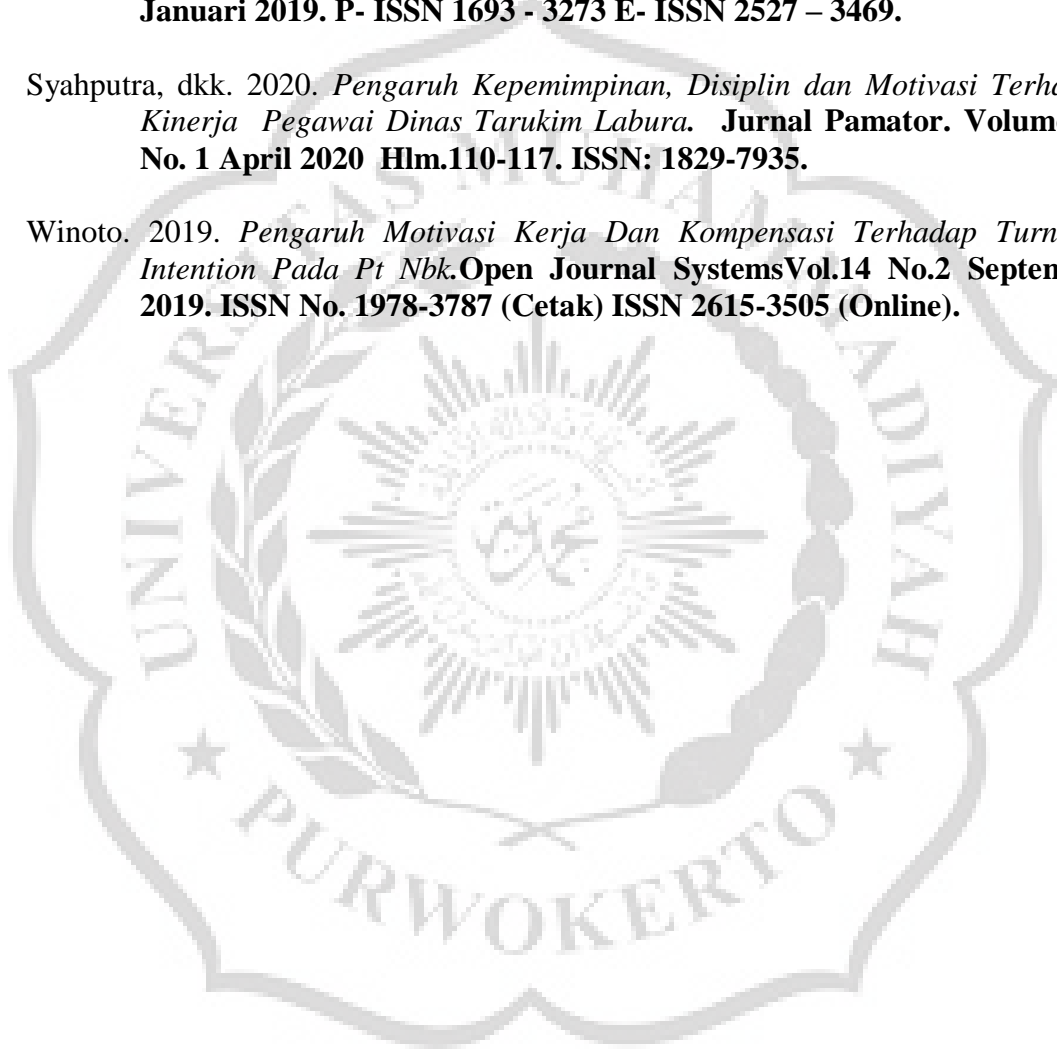 Januari 2019. P- ISSN 1693 - 3273 E- ISSN 2527 – 3469.
Syahputra, dkk. 2020. Pengaruh Kepemimpinan, Disiplin dan Motivasi Terha
Kinerja Pegawai Dinas Tarukim Labura. Jurnal Pamator. Volum
No. 1 April 2020 Hlm.110-117. ISSN: 1829-7935.
Winoto. 2019. Pengaruh Motivasi Kerja Dan Kompensasi Terhadap Turn
Intention Pada Pt Nbk.Open Journal SystemsVol.14 No.2 Septem
2019. ISSN No. 1978-3787 (Cetak) ISSN 2615-3505 (Online).
UNIVERSITAS MUHAMMADIYAH
★ PURWOKERTO ★